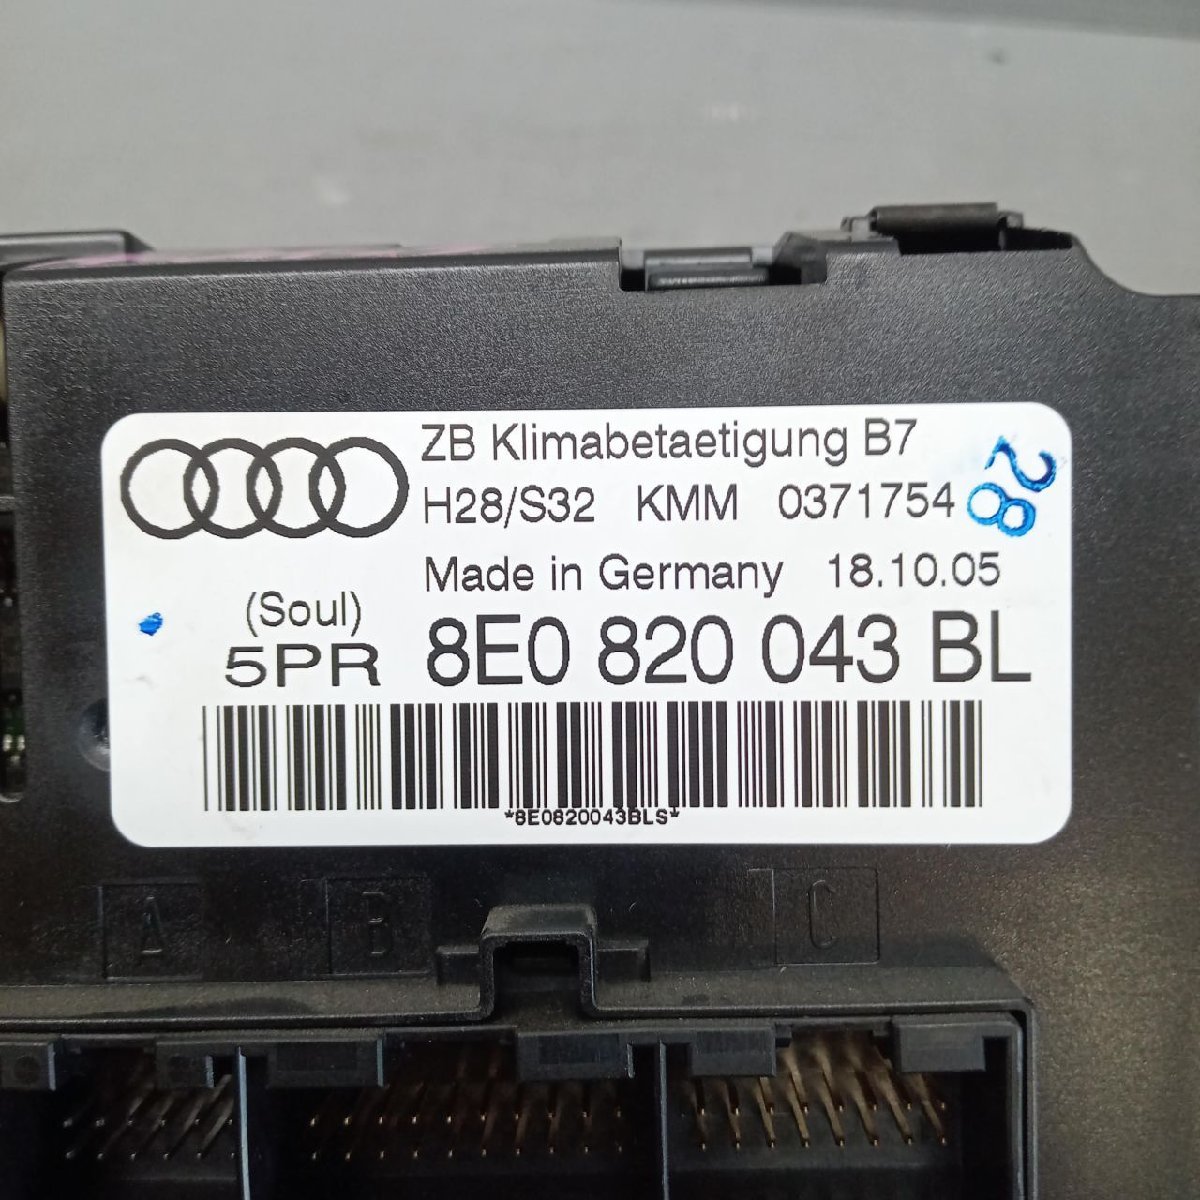 ZB Klimabetaetigung B7
H28/S32 KMM 0371754
28
Made in Germany 18.10.05
(Soul)
5PR 8E0 820 043 BL
*8E0820043BLS*
A B C